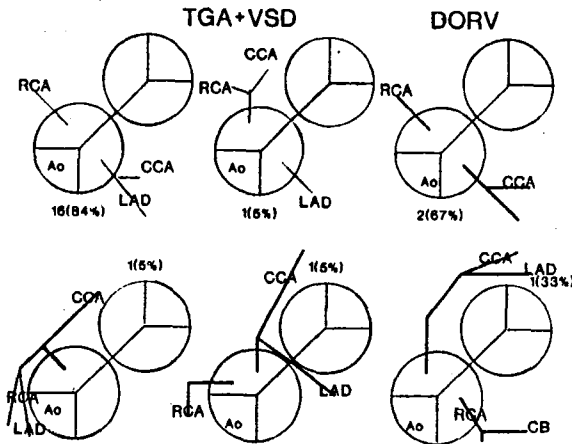 TGA+VSD DORV
RCA
Ao
CCA
LAD
16(84%)
CCA
RCA
Ao
LAD
1(5%)
RCA
Ao
CCA
2(67%)
1(5%)
CCA
RCA
Ao
LAD
1(5%)
CCA
RCA
Ao
LAD
CCA
LAD
1(33%)
Ao
RCA
CB